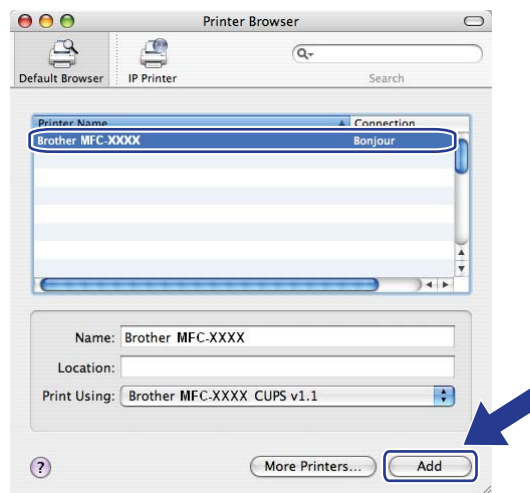 Printer Browser
Default Browser
IP Printer
Q
Search
Printer Name Connection
Brother MFC-XXXX Bonjour
Name: Brother MFC-XXXX
Location:
Print Using: Brother MFC-XXXX CUPS v1.1
? More Printers... Add